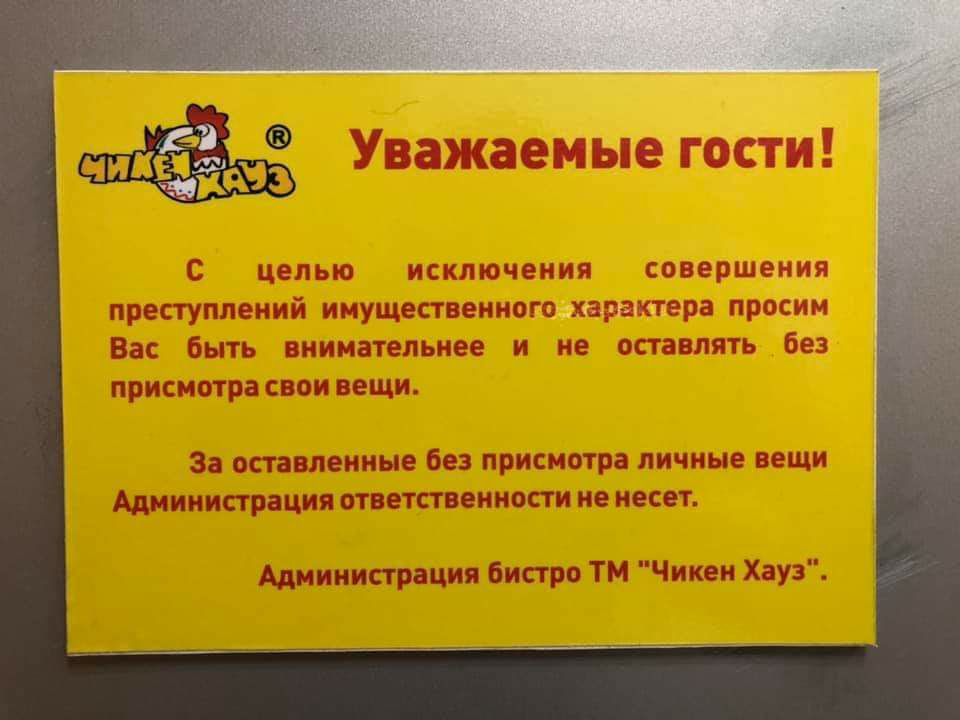 ЧИКЕН
ХАУЗ
®
Уважаемые гости!
С целью исключения совершения
преступлений имущественного характера просим
Вас быть внимательнее и не оставлять без
присмотра свои вещи.
За оставленные без присмотра личные вещи
Администрация ответственности не несет.
Администрация бистро ТМ "Чикен Хауз".